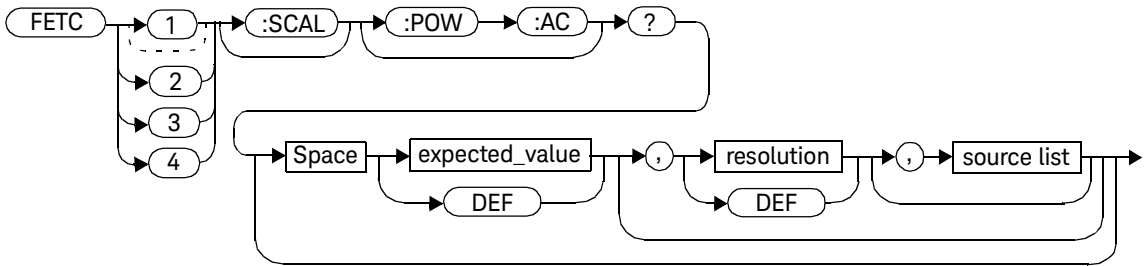 FETC 1 :SCAL :POW :AC ?
2
3
4
Space expected_value , resolution , source list
DEF DEF